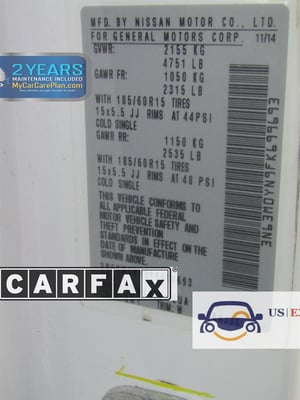 MFD. BY NISSAN MOTOR CO., LTD.
FOR GENERAL MOTORS CORP. 11/14
GVWR: 2155 KG
4751 LB
GAWR FR: 1050 KG
2315 LB
WITH 185/60R15 TIRES
15x5.5 JJ RIMS AT 44PSI
COLD SINGLE
GAWR RR: 1150 KG
2535 LB
WITH 185/60R15 TIRES
15x5.5 JJ RIMS AT 48 PSI
COLD SINGLE
THIS VEHICLE CONFORMS TO
ALL APPLICABLE FEDERAL
MOTOR VEHICLE SAFETY AND
THEFT PREVENTION
STANDARDS IN EFFECT ON
THE DATE OF MANUFACTURE
SHOWN ABOVE
3N63M0YN9FK699693
2 YEARS
MAINTENANCE INCLUDED
MyCarCarePlan.com
CARFAX
US|EX
TRIM. W